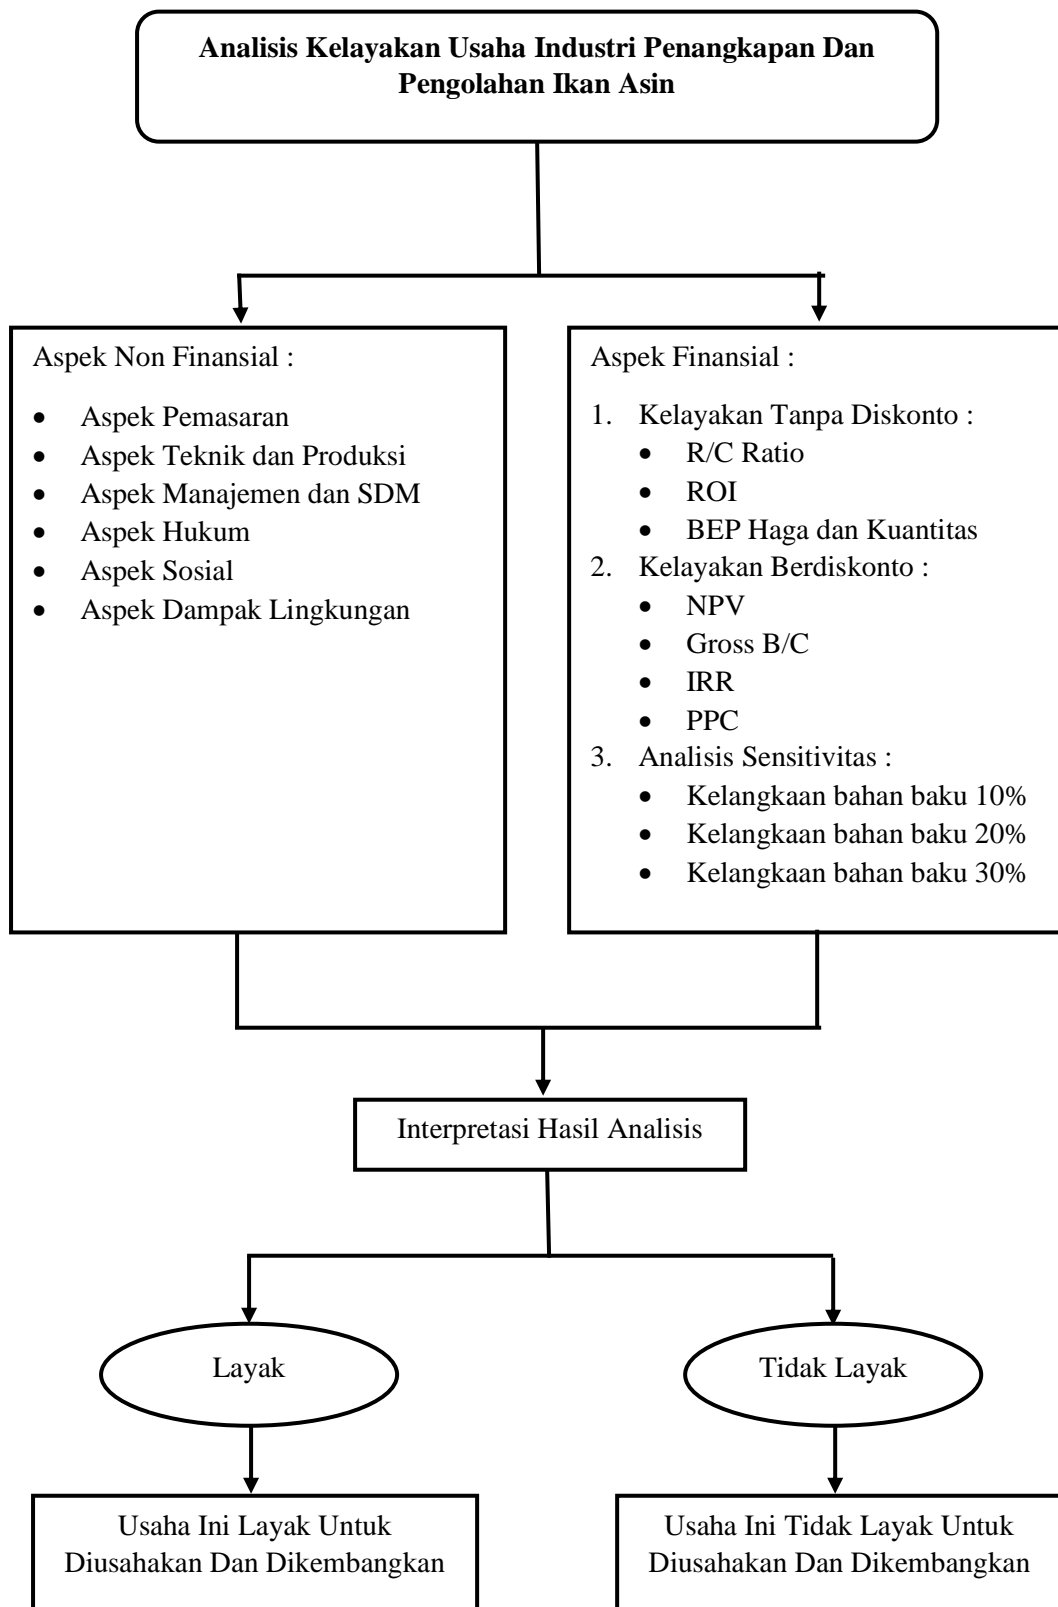 Analisis Kelayakan Usaha Industri Penangkapan Dan
Pengolahan Ikan Asin
Aspek Non Finansial :
• Aspek Pemasaran
• Aspek Teknik dan Produksi
• Aspek Manajemen dan SDM
• Aspek Hukum
• Aspek Sosial
• Aspek Dampak Lingkungan
Aspek Finansial :
1. Kelayakan Tanpa Diskonto :
• R/C Ratio
• ROI
• BEP Haga dan Kuantitas
2. Kelayakan Berdiskonto :
• NPV
• Gross B/C
• IRR
• PPC
3. Analisis Sensitivitas :
• Kelangkaan bahan baku 10%
• Kelangkaan bahan baku 20%
• Kelangkaan bahan baku 30%
Interpretasi Hasil Analisis
Layak
Tidak Layak
Usaha Ini Layak Untuk
Diusahakan Dan Dikembangkan
Usaha Ini Tidak Layak Untuk
Diusahakan Dan Dikembangkan